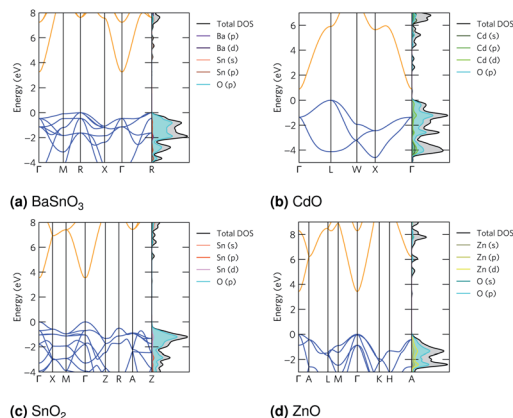 (a)
8
6
4
2
0
−2
−4
Energy (eV)
Γ M R X Γ R
Total DOS
Ba (p)
Ba (d)
Sn (s)
Sn (p)
O (p)
(a) BaSnO₃
(b)
8
6
4
2
0
−2
−4
Energy (eV)
Γ L W X Γ
Total DOS
Cd (s)
Cd (p)
Cd (d)
O (p)
(b) CdO
(c)
8
6
4
2
0
−2
−4
Energy (eV)
Γ X M Γ Z R A Z
Total DOS
Sn (s)
Sn (p)
Sn (d)
O (p)
(c) SnO₂
(d)
8
6
4
2
0
−2
Energy (eV)
Γ A L M Γ K H A
Total DOS
Zn (s)
Zn (p)
Zn (d)
O (s)
O (p)
(d) ZnO